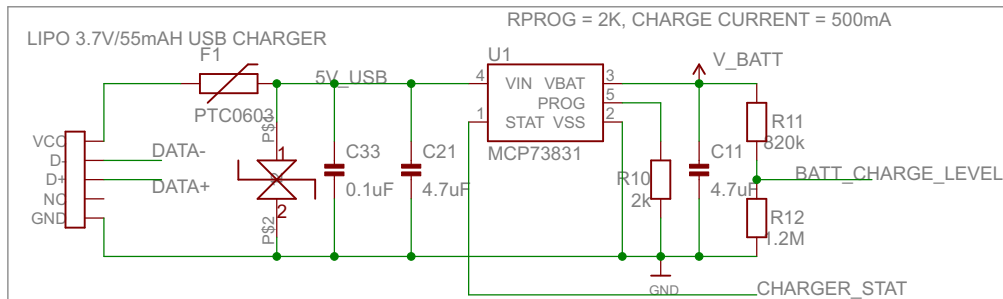 RPROG = 2K, CHARGE CURRENT = 500mA
LIPO 3.7V/55mAH USB CHARGER
F1
PTC0603
5V_USB
U1
V_BATT
4
VIN
VBAT
3
PROG
5
1
STAT
VSS
2
MCP73831
VCC
D-
D+
NC
GND
DATA-
DATA+
P$1
1
2
P$2
C33
0.1uF
C21
4.7uF
R10
2k
C11
4.7uF
R11
820k
BATT_CHARGE_LEVEL
R12
1.2M
GND
CHARGER_STAT